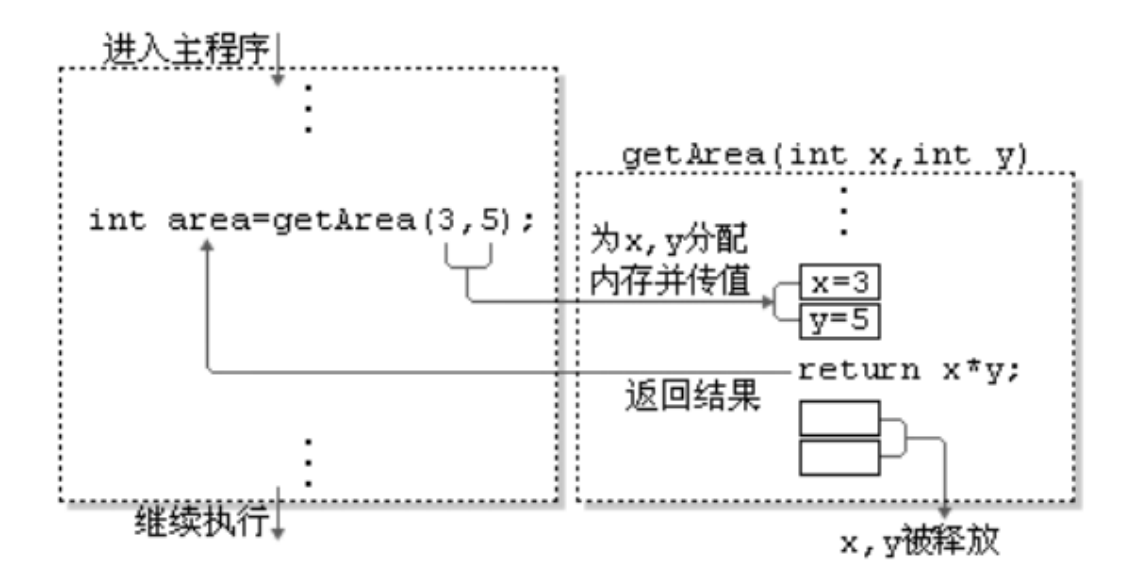 进入主程序
getArea(int x,int y)
int area=getArea(3,5);
为x,y分配
内存并传值
x=3
y=5
return x*y;
返回结果
继续执行
x,y被释放